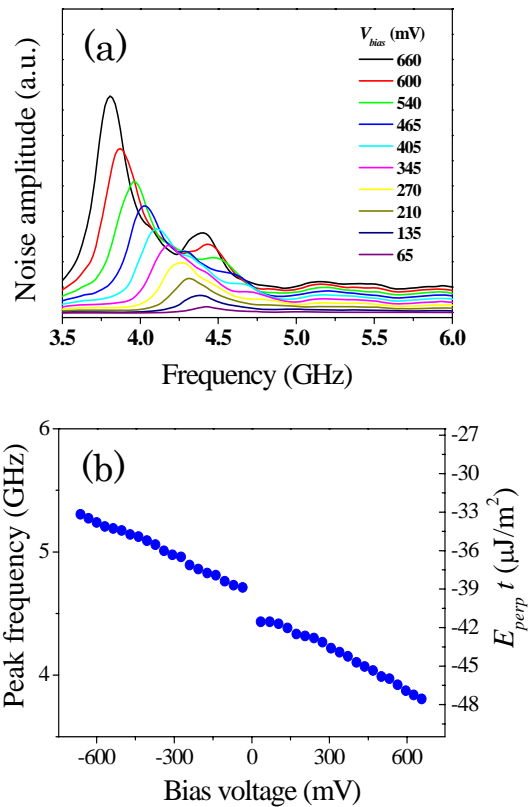 (a)
V_bias (mV)
660
600
540
465
405
345
270
210
135
65
Noise amplitude (a.u.)
3.5 4.0 4.5 5.0 5.5 6.0
Frequency (GHz)
(b)
6
5
4
Peak frequency (GHz)
-27
-30
-33
-36
-39
-42
-45
-48
E_perp t (μJ/m²)
-600 -300 0 300 600
Bias voltage (mV)